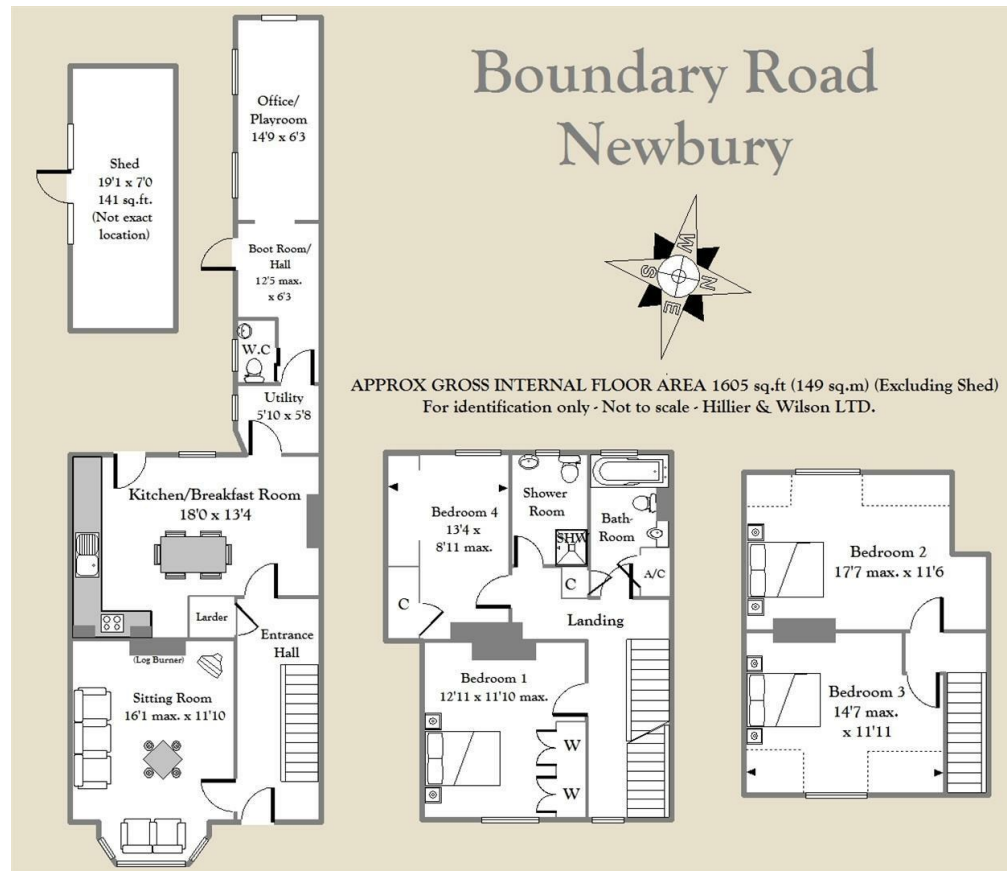 Boundary Road
Newbury
W
N
S
E
APPROX GROSS INTERNAL FLOOR AREA 1605 sq.ft (149 sq.m) (Excluding Shed)
For identification only - Not to scale - Hillier & Wilson LTD.
Shed
19'1 x 7'0
141 sq.ft.
(Not exact
location)
Office/
Playroom
14'9 x 6'3
Boot Room/
Hall
12'5 max.
x 6'3
W.C
Utility
5'10 x 5'8
Kitchen/Breakfast Room
18'0 x 13'4
Larder
Entrance
Hall
(Log Burner)
Sitting Room
16'1 max. x 11'10
Bedroom 4
13'4 x
8'11 max.
C
Shower
Room
SHW
Bath-
Room
C
A/C
Landing
Bedroom 1
12'11 x 11'10 max.
W
W
Bedroom 2
17'7 max. x 11'6
Bedroom 3
14'7 max.
x 11'11